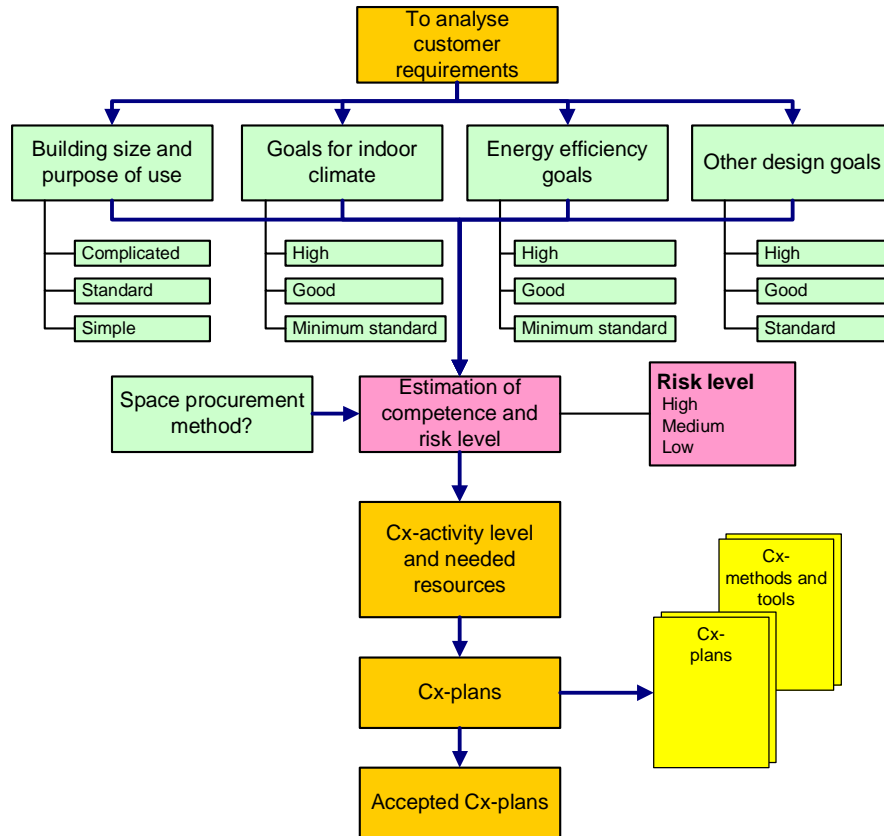 To analyse
customer
requirements
Building size and
purpose of use
Goals for indoor
climate
Energy efficiency
goals
Other design goals
Complicated
Standard
Simple
High
Good
Minimum standard
High
Good
Minimum standard
High
Good
Standard
Space procurement
method?
Estimation of
competence and
risk level
Risk level
High
Medium
Low
Cx-activity level
and needed
resources
Cx-
methods and
tools
Cx-
plans
Cx-plans
Accepted Cx-plans